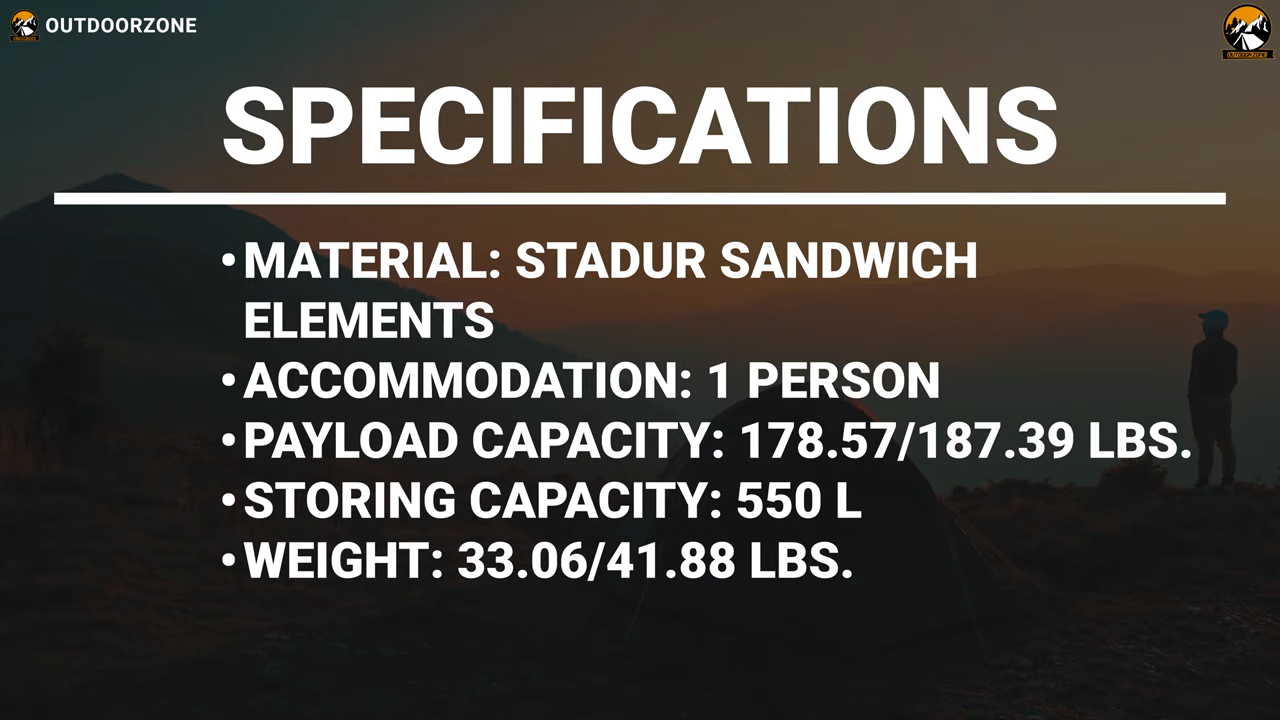 OUTDOORZONE
SPECIFICATIONS
• MATERIAL: STADUR SANDWICH
ELEMENTS
• ACCOMMODATION: 1 PERSON
• PAYLOAD CAPACITY: 178.57/187.39 LBS.
• STORING CAPACITY: 550 L
• WEIGHT: 33.06/41.88 LBS.
OUTDOORZONE